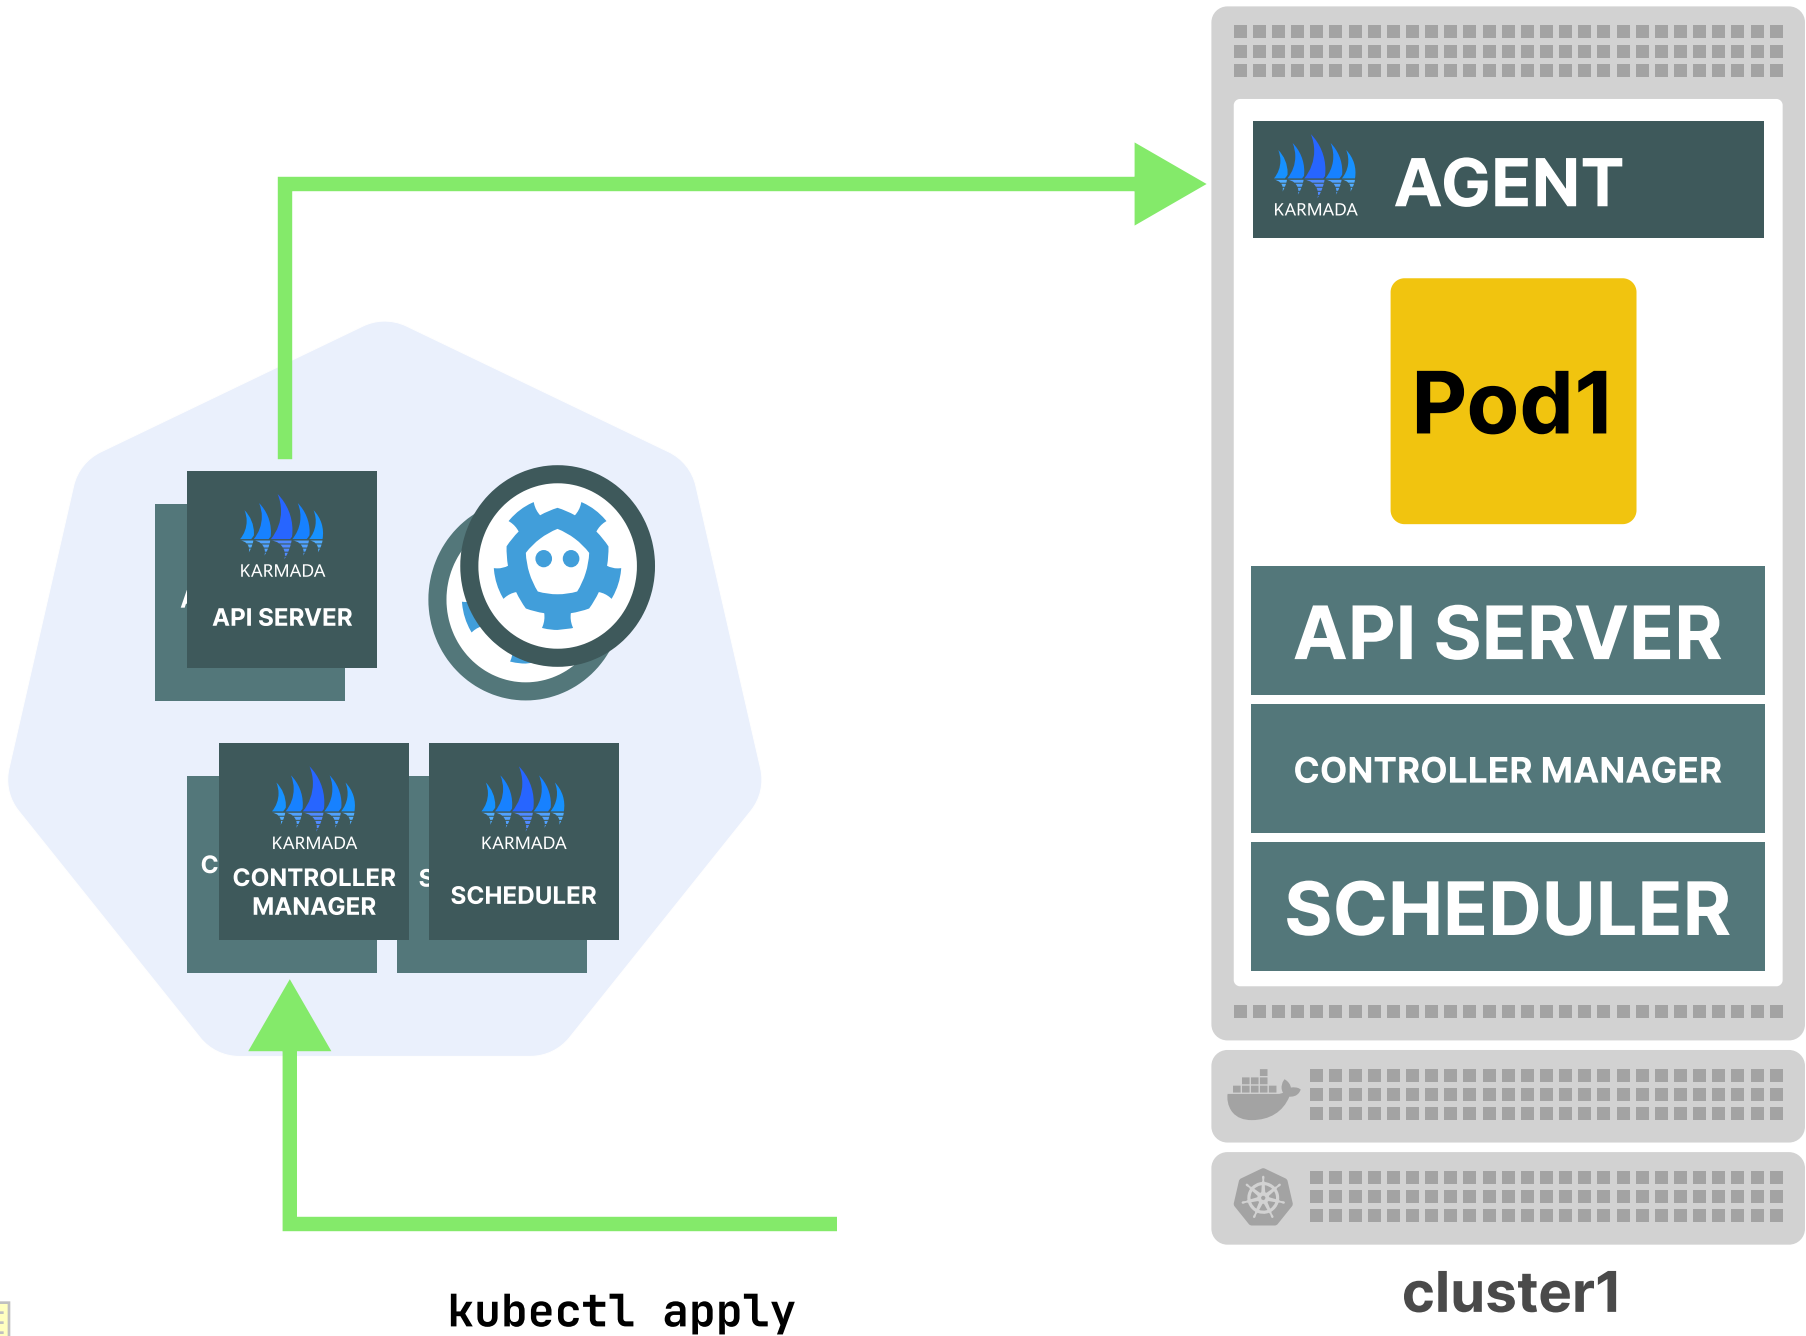 KARMADA
AGENT
Pod1
API SERVER
CONTROLLER MANAGER
SCHEDULER
KARMADA
API SERVER
KARMADA
CONTROLLER
MANAGER
KARMADA
SCHEDULER
kubectl apply
cluster1